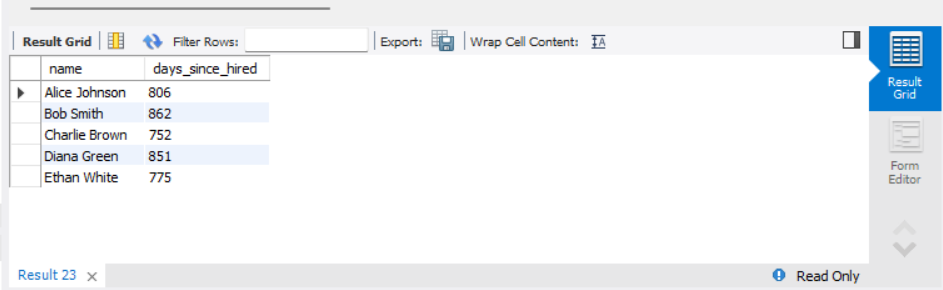 Result Grid Filter Rows: Export: Wrap Cell Content: IA
name days_since_hired
Alice Johnson 806
Bob Smith 862
Charlie Brown 752
Diana Green 851
Ethan White 775
Result
Grid
Form
Editor
Result 23 × Read Only